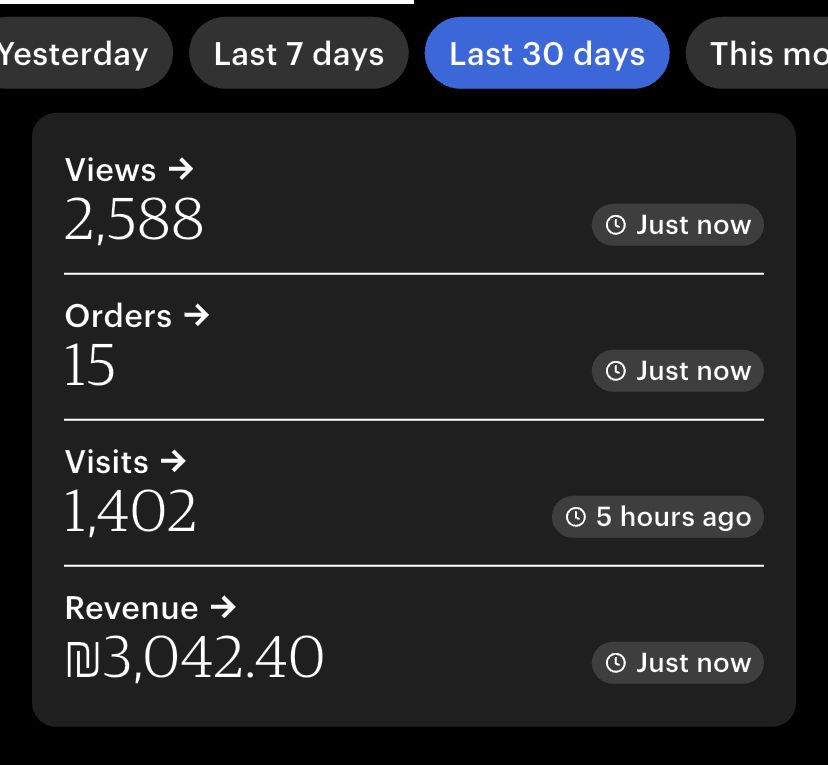 Yesterday
Last 7 days
Last 30 days
This mo
Views →
2,588
Just now
Orders →
15
Just now
Visits →
1,402
5 hours ago
Revenue →
₪3,042.40
Just now